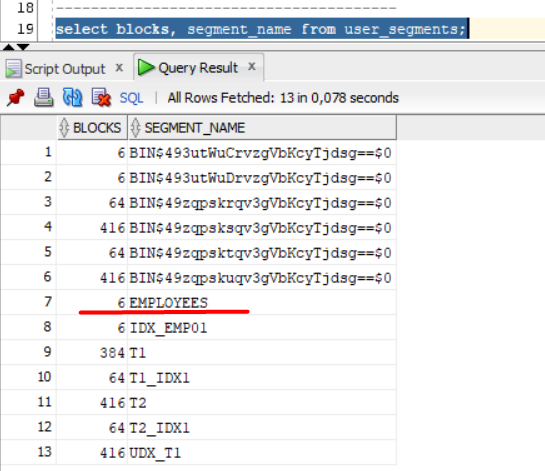 18 ----------------------------------------
19 select blocks, segment_name from user_segments;
Script Output x Query Result x
SQL | All Rows Fetched: 13 in 0,078 seconds
BLOCKS SEGMENT_NAME
1 6 BIN$493utWuCrvzgVbKcyTjdsg==$0
2 6 BIN$493utWuDrvzgVbKcyTjdsg==$0
3 64 BIN$49zqpskrqv3gVbKcyTjdsg==$0
4 416 BIN$49zqpsksqv3gVbKcyTjdsg==$0
5 64 BIN$49zqpsktqv3gVbKcyTjdsg==$0
6 416 BIN$49zqpskuqv3gVbKcyTjdsg==$0
7 6 EMPLOYEES
8 6 IDX_EMP01
9 384 T1
10 64 T1_IDX1
11 416 T2
12 64 T2_IDX1
13 416 UDX_T1